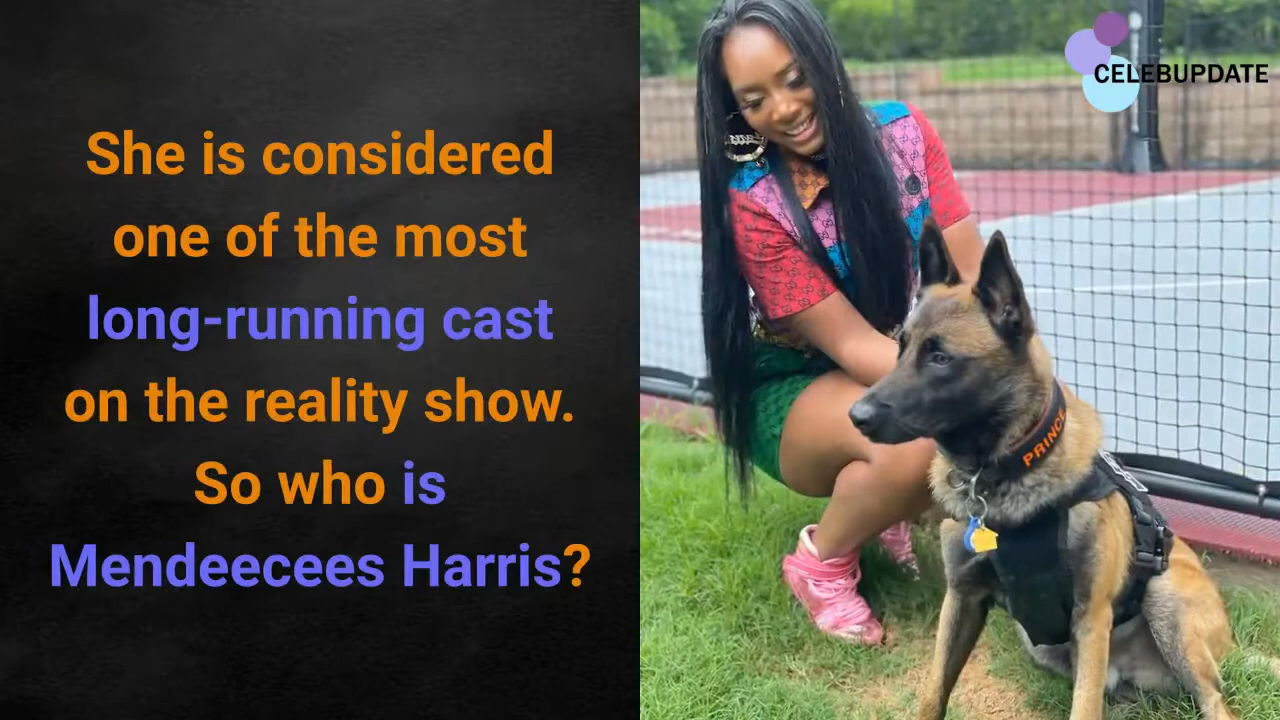 She is considered
one of the most
long-running cast
on the reality show.
So who is
Mendeecees Harris?
CELEBUPDATE
PRINCE